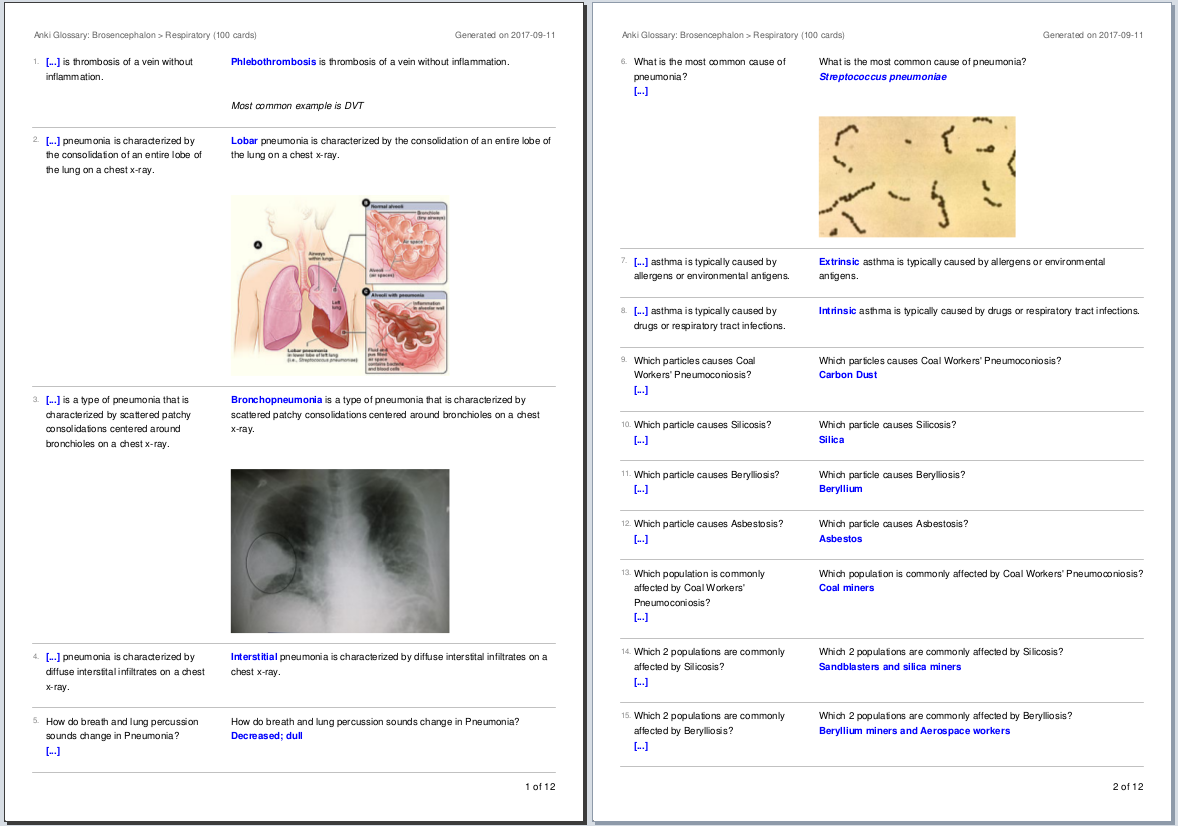 Anki Glossary: Brosencephalon > Respiratory (100 cards)
Generated on 2017-09-11
1.
[...] is thrombosis of a vein without
inflammation.
Phlebothrombosis is thrombosis of a vein without inflammation.
Most common example is DVT
2.
[...] pneumonia is characterized by
the consolidation of an entire lobe of
the lung on a chest x-ray.
Lobar pneumonia is characterized by the consolidation of an entire lobe of
the lung on a chest x-ray.
A
B
Normal alveoli
Bronchiole
(tiny airways)
Air space
Alveoli
(air spaces)
Airways
within lungs
Left
lung
C
Alveoli with pneumonia
Inflammation
in alveolar wall
Lobar pneumonia
in lower lobe of left lung
(i.e., Streptococcus pneumoniae)
Fluid and
pus filled
air space
contains bacteria
and blood cells
3.
[...] is a type of pneumonia that is
characterized by scattered patchy
consolidations centered around
bronchioles on a chest x-ray.
Bronchopneumonia is a type of pneumonia that is characterized by
scattered patchy consolidations centered around bronchioles on a chest
x-ray.
4.
[...] pneumonia is characterized by
diffuse interstital infiltrates on a chest
x-ray.
Interstitial pneumonia is characterized by diffuse interstital infiltrates on a
chest x-ray.
5.
How do breath and lung percussion
sounds change in Pneumonia?
[...]
How do breath and lung percussion sounds change in Pneumonia?
Decreased; dull
1 of 12
Anki Glossary: Brosencephalon > Respiratory (100 cards)
Generated on 2017-09-11
6.
What is the most common cause of
pneumonia?
[...]
What is the most common cause of pneumonia?
Streptococcus pneumoniae
7.
[...] asthma is typically caused by
allergens or environmental antigens.
Extrinsic asthma is typically caused by allergens or environmental
antigens.
8.
[...] asthma is typically caused by
drugs or respiratory tract infections.
Intrinsic asthma is typically caused by drugs or respiratory tract infections.
9.
Which particles causes Coal
Workers' Pneumoconiosis?
[...]
Which particles causes Coal Workers' Pneumoconiosis?
Carbon Dust
10.
Which particle causes Silicosis?
[...]
Which particle causes Silicosis?
Silica
11.
Which particle causes Berylliosis?
[...]
Which particle causes Berylliosis?
Beryllium
12.
Which particle causes Asbestosis?
[...]
Which particle causes Asbestosis?
Asbestos
13.
Which population is commonly
affected by Coal Workers'
Pneumoconiosis?
[...]
Which population is commonly affected by Coal Workers' Pneumoconiosis?
Coal miners
14.
Which 2 populations are commonly
affected by Silicosis?
[...]
Which 2 populations are commonly affected by Silicosis?
Sandblasters and silica miners
15.
Which 2 populations are commonly
affected by Berylliosis?
[...]
Which 2 populations are commonly affected by Berylliosis?
Beryllium miners and Aerospace workers
2 of 12